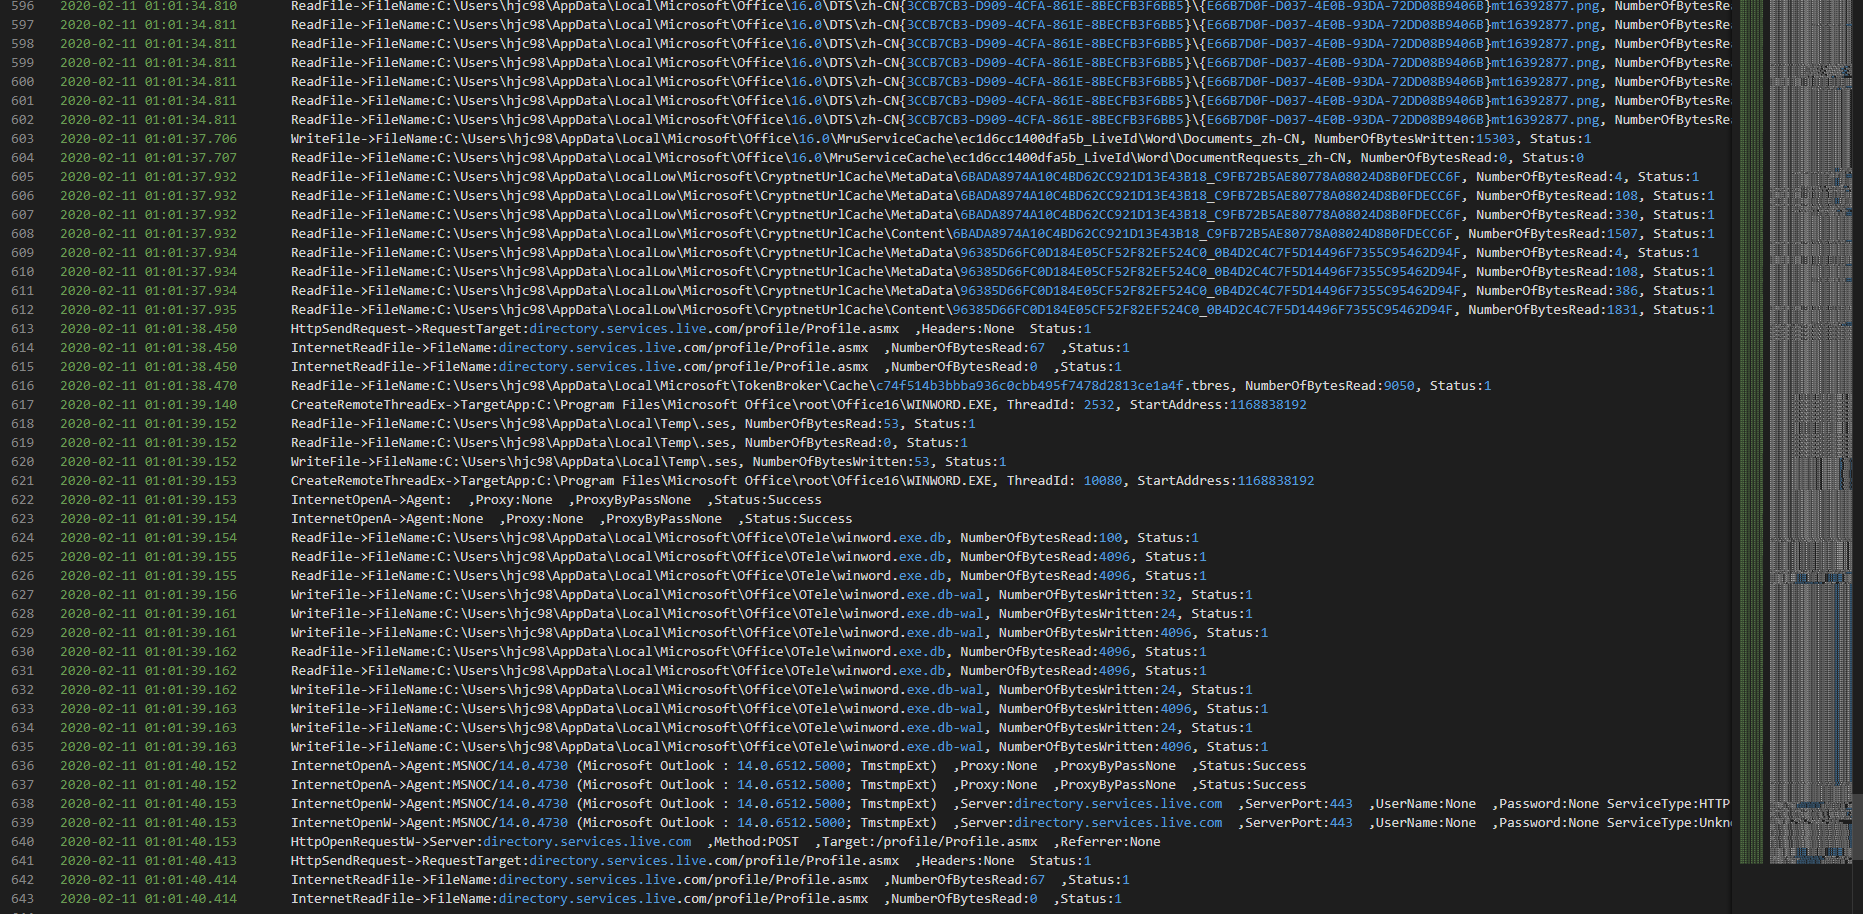 596 2020-02-11 01:01:34.810 ReadFile->FileName:C:\Users\hjc98\AppData\Local\Microsoft\Office\16.0\DTS\zh-CN{3CCB7CB3-D909-4CFA-861E-8BECFB3F6BB5}\{E66B7D0F-D037-4E0B-93DA-72DD08B9406B}mt16392877.png, NumberOfBytesRe
597 2020-02-11 01:01:34.811 ReadFile->FileName:C:\Users\hjc98\AppData\Local\Microsoft\Office\16.0\DTS\zh-CN{3CCB7CB3-D909-4CFA-861E-8BECFB3F6BB5}\{E66B7D0F-D037-4E0B-93DA-72DD08B9406B}mt16392877.png, NumberOfBytesRe
598 2020-02-11 01:01:34.811 ReadFile->FileName:C:\Users\hjc98\AppData\Local\Microsoft\Office\16.0\DTS\zh-CN{3CCB7CB3-D909-4CFA-861E-8BECFB3F6BB5}\{E66B7D0F-D037-4E0B-93DA-72DD08B9406B}mt16392877.png, NumberOfBytesRe
599 2020-02-11 01:01:34.811 ReadFile->FileName:C:\Users\hjc98\AppData\Local\Microsoft\Office\16.0\DTS\zh-CN{3CCB7CB3-D909-4CFA-861E-8BECFB3F6BB5}\{E66B7D0F-D037-4E0B-93DA-72DD08B9406B}mt16392877.png, NumberOfBytesRe
600 2020-02-11 01:01:34.811 ReadFile->FileName:C:\Users\hjc98\AppData\Local\Microsoft\Office\16.0\DTS\zh-CN{3CCB7CB3-D909-4CFA-861E-8BECFB3F6BB5}\{E66B7D0F-D037-4E0B-93DA-72DD08B9406B}mt16392877.png, NumberOfBytesRe
601 2020-02-11 01:01:34.811 ReadFile->FileName:C:\Users\hjc98\AppData\Local\Microsoft\Office\16.0\DTS\zh-CN{3CCB7CB3-D909-4CFA-861E-8BECFB3F6BB5}\{E66B7D0F-D037-4E0B-93DA-72DD08B9406B}mt16392877.png, NumberOfBytesRe
602 2020-02-11 01:01:34.811 ReadFile->FileName:C:\Users\hjc98\AppData\Local\Microsoft\Office\16.0\DTS\zh-CN{3CCB7CB3-D909-4CFA-861E-8BECFB3F6BB5}\{E66B7D0F-D037-4E0B-93DA-72DD08B9406B}mt16392877.png, NumberOfBytesRe
603 2020-02-11 01:01:37.706 WriteFile->FileName:C:\Users\hjc98\AppData\Local\Microsoft\Office\16.0\MruServiceCache\ec1d6cc1400dfa5b_LiveId\Word\Documents_zh-CN, NumberOfBytesWritten:15303, Status:1
604 2020-02-11 01:01:37.707 ReadFile->FileName:C:\Users\hjc98\AppData\Local\Microsoft\Office\16.0\MruServiceCache\ec1d6cc1400dfa5b_LiveId\Word\DocumentRequests_zh-CN, NumberOfBytesRead:0, Status:0
605 2020-02-11 01:01:37.932 ReadFile->FileName:C:\Users\hjc98\AppData\LocalLow\Microsoft\CryptnetUrlCache\MetaData\6BADA8974A10C4BD62CC921D13E43B18_C9FB72B5AE80778A08024D8B0FDECC6F, NumberOfBytesRead:4, Status:1
606 2020-02-11 01:01:37.932 ReadFile->FileName:C:\Users\hjc98\AppData\LocalLow\Microsoft\CryptnetUrlCache\MetaData\6BADA8974A10C4BD62CC921D13E43B18_C9FB72B5AE80778A08024D8B0FDECC6F, NumberOfBytesRead:108, Status:1
607 2020-02-11 01:01:37.932 ReadFile->FileName:C:\Users\hjc98\AppData\LocalLow\Microsoft\CryptnetUrlCache\MetaData\6BADA8974A10C4BD62CC921D13E43B18_C9FB72B5AE80778A08024D8B0FDECC6F, NumberOfBytesRead:330, Status:1
608 2020-02-11 01:01:37.932 ReadFile->FileName:C:\Users\hjc98\AppData\LocalLow\Microsoft\CryptnetUrlCache\Content\6BADA8974A10C4BD62CC921D13E43B18_C9FB72B5AE80778A08024D8B0FDECC6F, NumberOfBytesRead:1507, Status:1
609 2020-02-11 01:01:37.934 ReadFile->FileName:C:\Users\hjc98\AppData\LocalLow\Microsoft\CryptnetUrlCache\MetaData\96385D66FC0D184E05CF52F82EF524C0_0B4D2C4C7F5D14496F7355C95462D94F, NumberOfBytesRead:4, Status:1
610 2020-02-11 01:01:37.934 ReadFile->FileName:C:\Users\hjc98\AppData\LocalLow\Microsoft\CryptnetUrlCache\MetaData\96385D66FC0D184E05CF52F82EF524C0_0B4D2C4C7F5D14496F7355C95462D94F, NumberOfBytesRead:108, Status:1
611 2020-02-11 01:01:37.934 ReadFile->FileName:C:\Users\hjc98\AppData\LocalLow\Microsoft\CryptnetUrlCache\MetaData\96385D66FC0D184E05CF52F82EF524C0_0B4D2C4C7F5D14496F7355C95462D94F, NumberOfBytesRead:386, Status:1
612 2020-02-11 01:01:37.935 ReadFile->FileName:C:\Users\hjc98\AppData\LocalLow\Microsoft\CryptnetUrlCache\Content\96385D66FC0D184E05CF52F82EF524C0_0B4D2C4C7F5D14496F7355C95462D94F, NumberOfBytesRead:1831, Status:1
613 2020-02-11 01:01:38.450 HttpSendRequest->RequestTarget:directory.services.live.com/profile/Profile.asmx ,Headers:None Status:1
614 2020-02-11 01:01:38.450 InternetReadFile->FileName:directory.services.live.com/profile/Profile.asmx ,NumberOfBytesRead:67 ,Status:1
615 2020-02-11 01:01:38.450 InternetReadFile->FileName:directory.services.live.com/profile/Profile.asmx ,NumberOfBytesRead:0 ,Status:1
616 2020-02-11 01:01:38.470 ReadFile->FileName:C:\Users\hjc98\AppData\Local\Microsoft\TokenBroker\Cache\c74f514b3bbba936c0cbb495f7478d2813ce1a4f.tbres, NumberOfBytesRead:9050, Status:1
617 2020-02-11 01:01:39.140 CreateRemoteThreadEx->TargetApp:C:\Program Files\Microsoft Office\root\Office16\WINWORD.EXE, ThreadId: 2532, StartAddress:1168838192
618 2020-02-11 01:01:39.152 ReadFile->FileName:C:\Users\hjc98\AppData\Local\Temp\.ses, NumberOfBytesRead:53, Status:1
619 2020-02-11 01:01:39.152 ReadFile->FileName:C:\Users\hjc98\AppData\Local\Temp\.ses, NumberOfBytesRead:0, Status:1
620 2020-02-11 01:01:39.152 WriteFile->FileName:C:\Users\hjc98\AppData\Local\Temp\.ses, NumberOfBytesWritten:53, Status:1
621 2020-02-11 01:01:39.153 CreateRemoteThreadEx->TargetApp:C:\Program Files\Microsoft Office\root\Office16\WINWORD.EXE, ThreadId: 10080, StartAddress:1168838192
622 2020-02-11 01:01:39.153 InternetOpenA->Agent: ,Proxy:None ,ProxyByPassNone ,Status:Success
623 2020-02-11 01:01:39.154 InternetOpenA->Agent:None ,Proxy:None ,ProxyByPassNone ,Status:Success
624 2020-02-11 01:01:39.154 ReadFile->FileName:C:\Users\hjc98\AppData\Local\Microsoft\Office\OTele\winword.exe.db, NumberOfBytesRead:100, Status:1
625 2020-02-11 01:01:39.155 ReadFile->FileName:C:\Users\hjc98\AppData\Local\Microsoft\Office\OTele\winword.exe.db, NumberOfBytesRead:4096, Status:1
626 2020-02-11 01:01:39.155 ReadFile->FileName:C:\Users\hjc98\AppData\Local\Microsoft\Office\OTele\winword.exe.db, NumberOfBytesRead:4096, Status:1
627 2020-02-11 01:01:39.156 WriteFile->FileName:C:\Users\hjc98\AppData\Local\Microsoft\Office\OTele\winword.exe.db-wal, NumberOfBytesWritten:32, Status:1
628 2020-02-11 01:01:39.161 WriteFile->FileName:C:\Users\hjc98\AppData\Local\Microsoft\Office\OTele\winword.exe.db-wal, NumberOfBytesWritten:24, Status:1
629 2020-02-11 01:01:39.161 WriteFile->FileName:C:\Users\hjc98\AppData\Local\Microsoft\Office\OTele\winword.exe.db-wal, NumberOfBytesWritten:4096, Status:1
630 2020-02-11 01:01:39.162 ReadFile->FileName:C:\Users\hjc98\AppData\Local\Microsoft\Office\OTele\winword.exe.db, NumberOfBytesRead:4096, Status:1
631 2020-02-11 01:01:39.162 ReadFile->FileName:C:\Users\hjc98\AppData\Local\Microsoft\Office\OTele\winword.exe.db, NumberOfBytesRead:4096, Status:1
632 2020-02-11 01:01:39.162 WriteFile->FileName:C:\Users\hjc98\AppData\Local\Microsoft\Office\OTele\winword.exe.db-wal, NumberOfBytesWritten:24, Status:1
633 2020-02-11 01:01:39.163 WriteFile->FileName:C:\Users\hjc98\AppData\Local\Microsoft\Office\OTele\winword.exe.db-wal, NumberOfBytesWritten:4096, Status:1
634 2020-02-11 01:01:39.163 WriteFile->FileName:C:\Users\hjc98\AppData\Local\Microsoft\Office\OTele\winword.exe.db-wal, NumberOfBytesWritten:24, Status:1
635 2020-02-11 01:01:39.163 WriteFile->FileName:C:\Users\hjc98\AppData\Local\Microsoft\Office\OTele\winword.exe.db-wal, NumberOfBytesWritten:4096, Status:1
636 2020-02-11 01:01:40.152 InternetOpenA->Agent:MSNOC/14.0.4730 (Microsoft Outlook : 14.0.6512.5000; TmstmpExt) ,Proxy:None ,ProxyByPassNone ,Status:Success
637 2020-02-11 01:01:40.152 InternetOpenA->Agent:MSNOC/14.0.4730 (Microsoft Outlook : 14.0.6512.5000; TmstmpExt) ,Proxy:None ,ProxyByPassNone ,Status:Success
638 2020-02-11 01:01:40.153 InternetOpenW->Agent:MSNOC/14.0.4730 (Microsoft Outlook : 14.0.6512.5000; TmstmpExt) ,Server:directory.services.live.com ,ServerPort:443 ,UserName:None ,Password:None ServiceType:HTTP
639 2020-02-11 01:01:40.153 InternetOpenW->Agent:MSNOC/14.0.4730 (Microsoft Outlook : 14.0.6512.5000; TmstmpExt) ,Server:directory.services.live.com ,ServerPort:443 ,UserName:None ,Password:None ServiceType:Unkn
640 2020-02-11 01:01:40.153 HttpOpenRequestW->Server:directory.services.live.com ,Method:POST ,Target:/profile/Profile.asmx ,Referrer:None
641 2020-02-11 01:01:40.413 HttpSendRequest->RequestTarget:directory.services.live.com/profile/Profile.asmx ,Headers:None Status:1
642 2020-02-11 01:01:40.414 InternetReadFile->FileName:directory.services.live.com/profile/Profile.asmx ,NumberOfBytesRead:67 ,Status:1
643 2020-02-11 01:01:40.414 InternetReadFile->FileName:directory.services.live.com/profile/Profile.asmx ,NumberOfBytesRead:0 ,Status:1